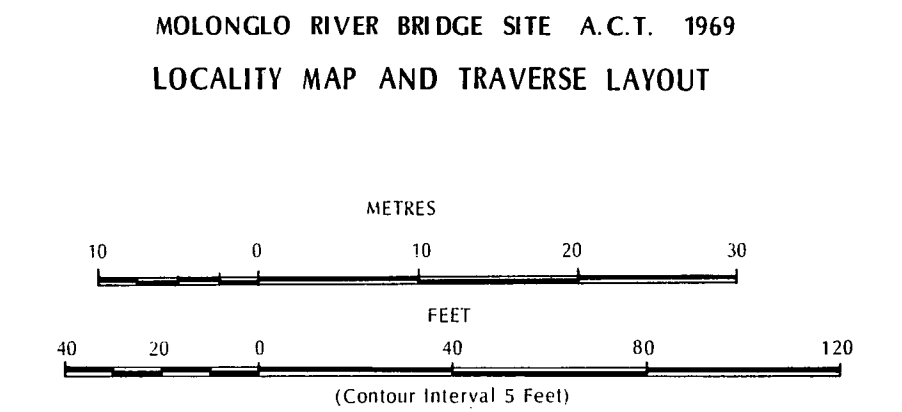 MOLONGLO RIVER BRIDGE SITE A.C.T. 1969
LOCALITY MAP AND TRAVERSE LAYOUT
METRES
10 0 10 20 30
FEET
40 20 0 40 80 120
(Contour Interval 5 Feet)